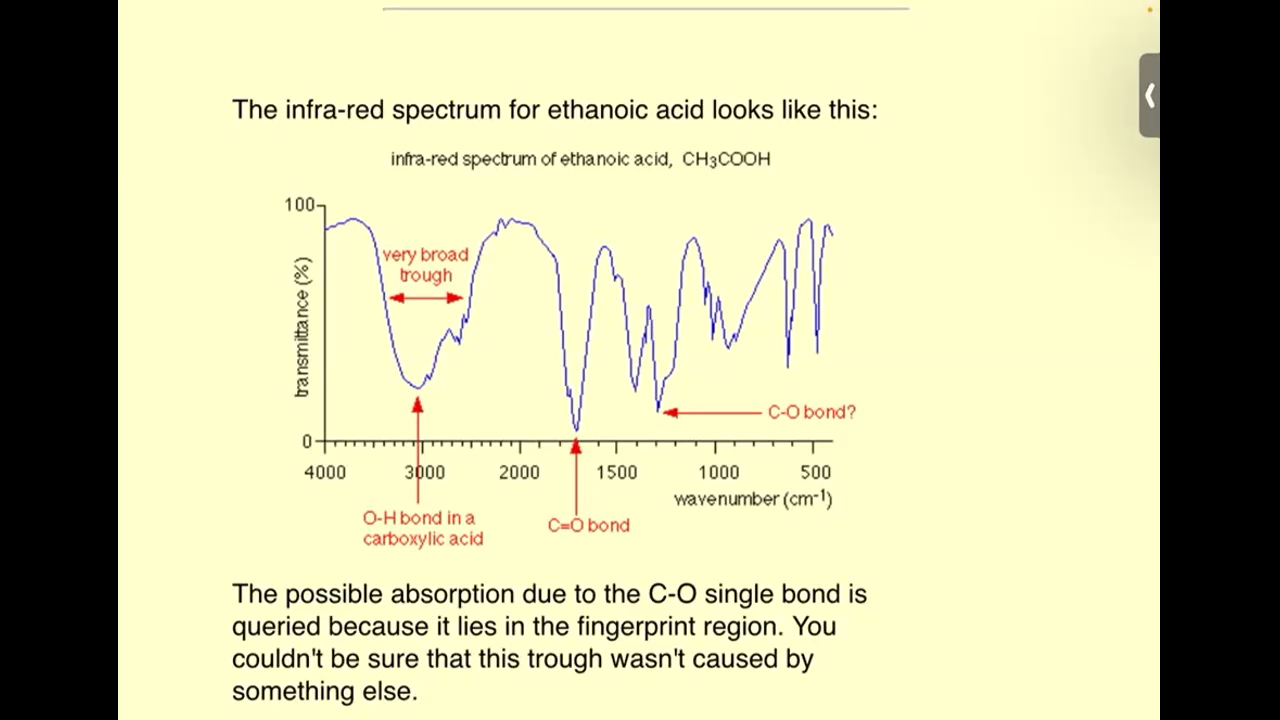 The infra-red spectrum for ethanoic acid looks like this:
infra-red spectrum of ethanoic acid, CH₃COOH
100
very broad
trough
transmittance (%)
C-O bond?
0
4000 3000 2000 1500 1000 500
wavenumber (cm⁻¹)
O-H bond in a
carboxylic acid
C=O bond
The possible absorption due to the C-O single bond is
queried because it lies in the fingerprint region. You
couldn't be sure that this trough wasn't caused by
something else.